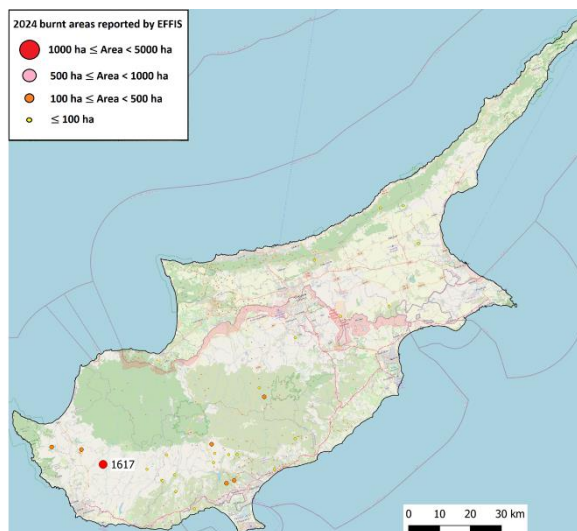 2024 burnt areas reported by EFFIS
1000 ha ≤ Area < 5000 ha
500 ha ≤ Area < 1000 ha
100 ha ≤ Area < 500 ha
≤ 100 ha
1617
0 10 20 30 km